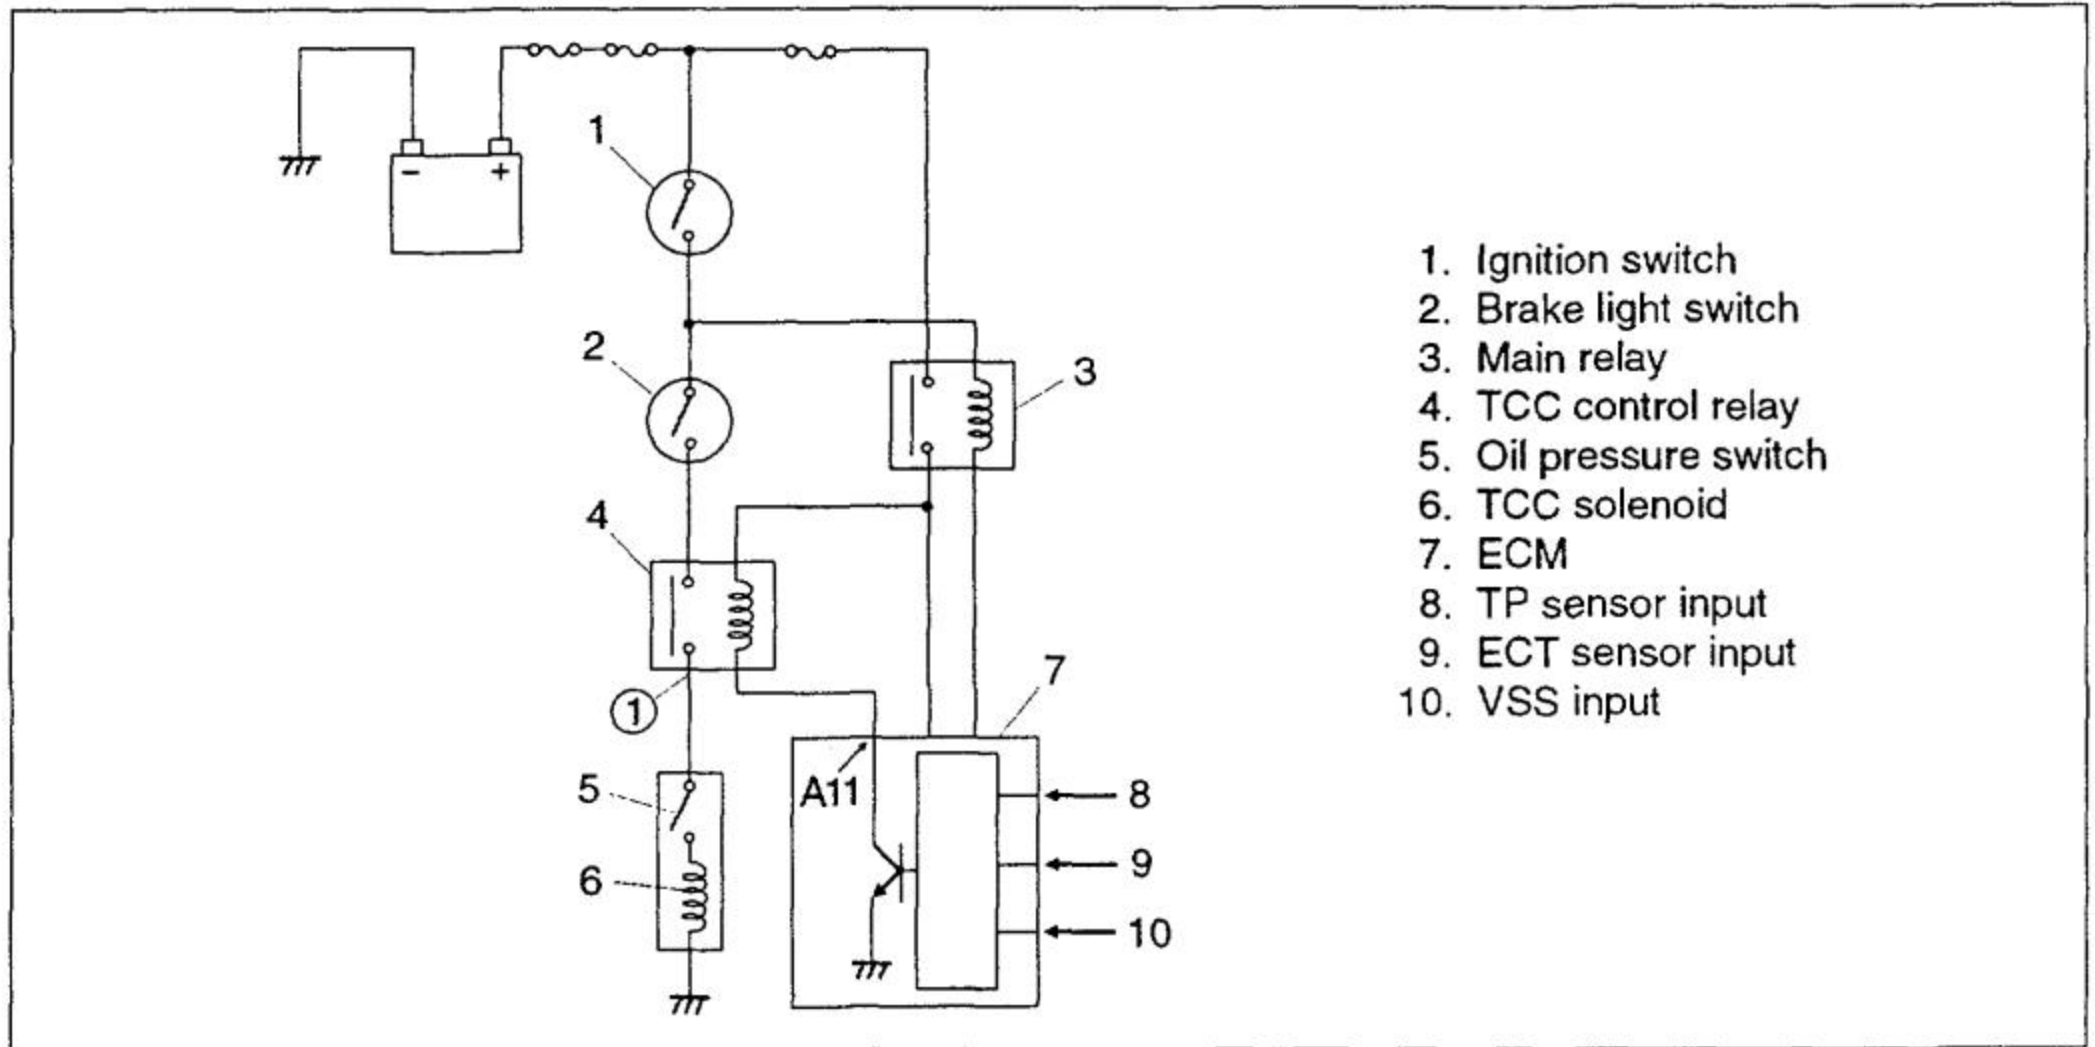 − +
1
2
3
4
①
5
6
7
A11
8
9
10
1. Ignition switch
2. Brake light switch
3. Main relay
4. TCC control relay
5. Oil pressure switch
6. TCC solenoid
7. ECM
8. TP sensor input
9. ECT sensor input
10. VSS input